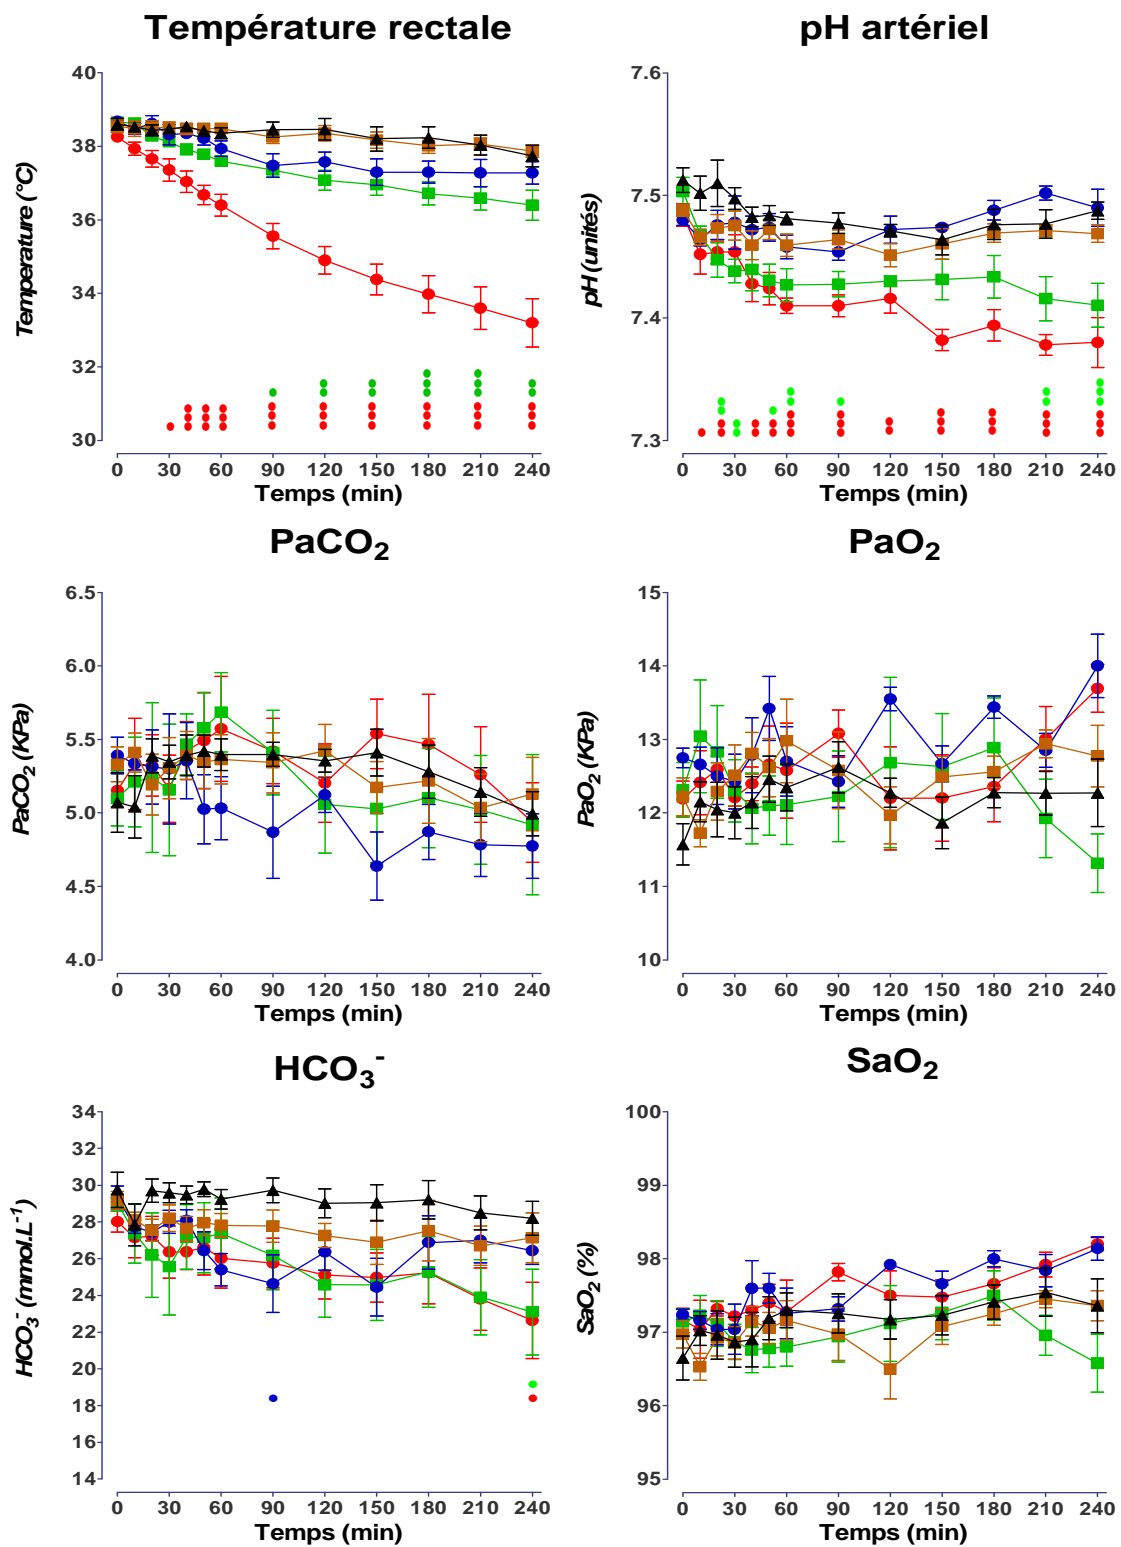 Température rectale
Temperature (°C)
40
38
36
34
32
30
0 30 60 90 120 150 180 210 240
Temps (min)
pH artériel
pH (unités)
7.6
7.5
7.4
7.3
0 30 60 90 120 150 180 210 240
Temps (min)
PaCO₂
PaCO₂ (KPa)
6.5
6.0
5.5
5.0
4.5
4.0
0 30 60 90 120 150 180 210 240
Temps (min)
PaO₂
PaO₂ (KPa)
15
14
13
12
11
10
0 30 60 90 120 150 180 210 240
Temps (min)
HCO₃⁻
HCO₃⁻ (mmol.L⁻¹)
34
32
30
28
26
24
22
20
18
16
14
0 30 60 90 120 150 180 210 240
Temps (min)
SaO₂
SaO₂ (%)
100
99
98
97
96
95
0 30 60 90 120 150 180 210 240
Temps (min)